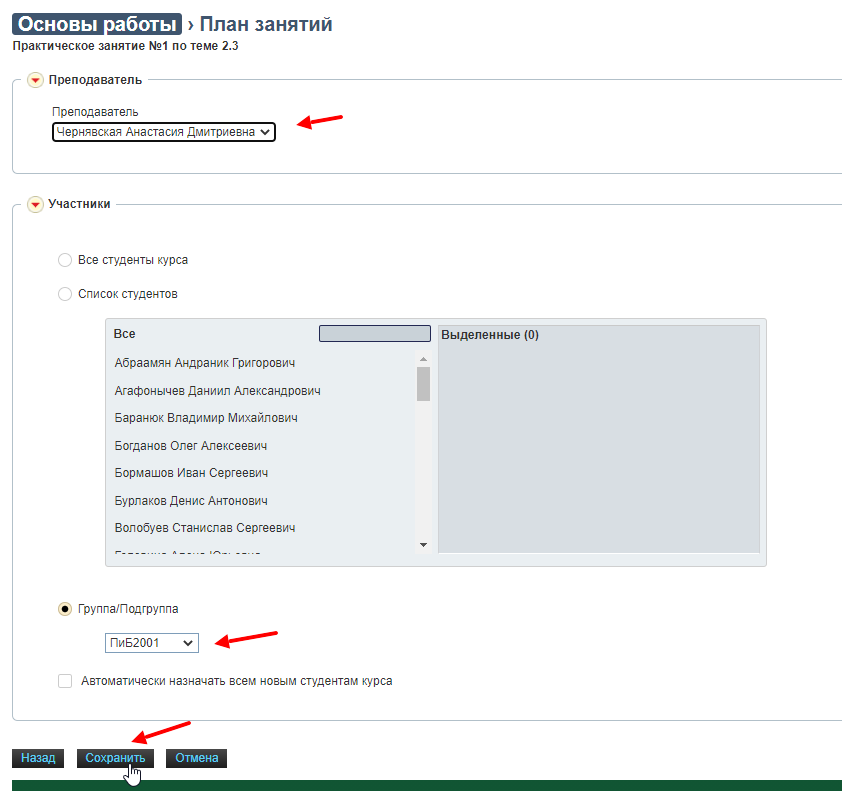 Основы работы › План занятий
Практическое занятие №1 по теме 2.3
Преподаватель
Преподаватель
Чернявская Анастасия Дмитриевна
Участники
Все студенты курса
Список студентов
Все
Выделенные (0)
Абраамян Андраник Григорович
Агафонычев Даниил Александрович
Баранюк Владимир Михайлович
Богданов Олег Алексеевич
Бормашов Иван Сергеевич
Бурлаков Денис Антонович
Волобуев Станислав Сергеевич
Группа/Подгруппа
ПиБ2001
Автоматически назначать всем новым студентам курса
Назад Сохранить Отмена